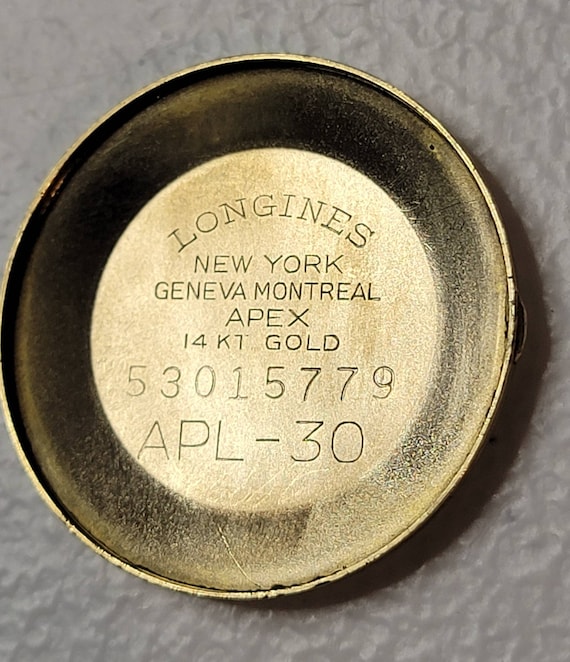 LONGINES
NEW YORK
GENEVA MONTREAL
APEX
14 KT GOLD
53015779
APL-30